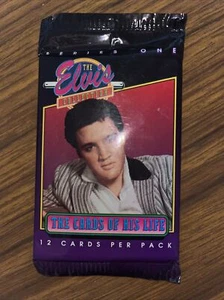 series ONE
THE
Elvis
COLLECTION
THE CARDS OF HIS LIFE
12 CARDS PER PACK